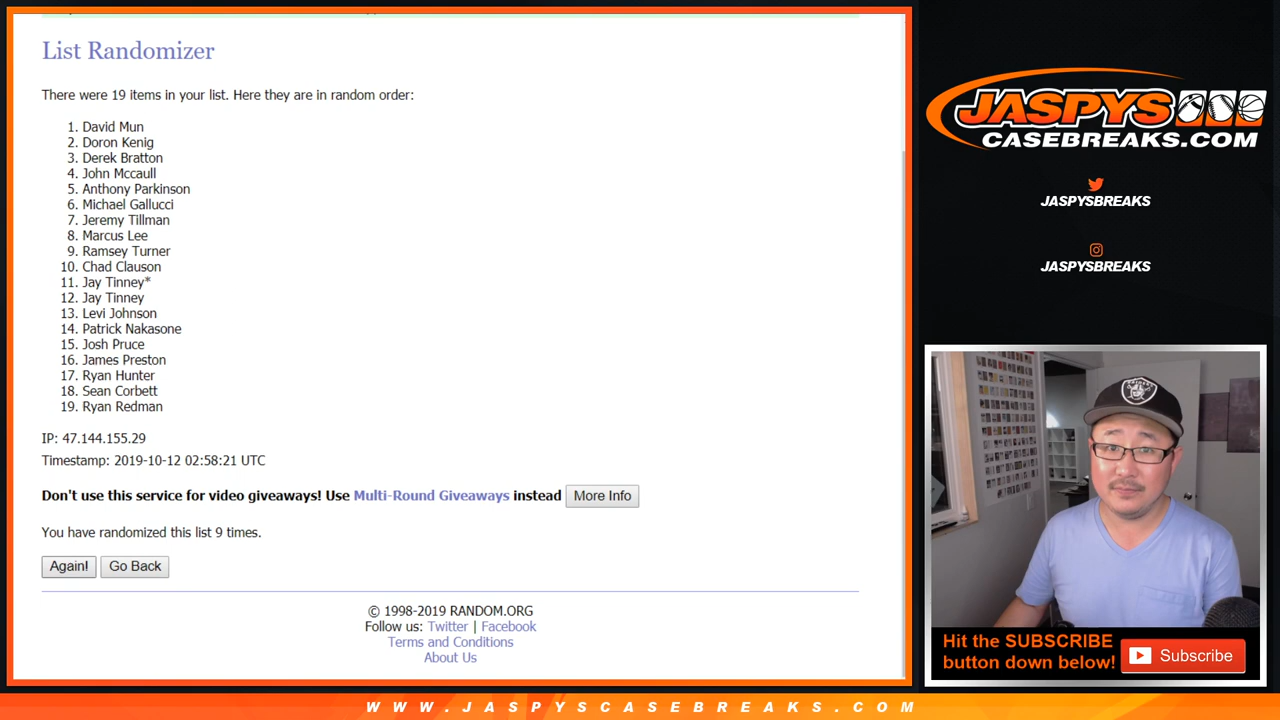 List Randomizer
There were 19 items in your list. Here they are in random order:
1. David Mun
2. Doron Kenig
3. Derek Bratton
4. John Mccaull
5. Anthony Parkinson
6. Michael Gallucci
7. Jeremy Tillman
8. Marcus Lee
9. Ramsey Turner
10. Chad Clauson
11. Jay Tinney*
12. Jay Tinney
13. Levi Johnson
14. Patrick Nakasone
15. Josh Pruce
16. James Preston
17. Ryan Hunter
18. Sean Corbett
19. Ryan Redman
IP: 47.144.155.29
Timestamp: 2019-10-12 02:58:21 UTC
Don't use this service for video giveaways! Use Multi-Round Giveaways instead More Info
You have randomized this list 9 times.
Again! Go Back
© 1998-2019 RANDOM.ORG
Follow us: Twitter | Facebook
Terms and Conditions
About Us
JASPYS
CASEBREAKS.COM
JASPYSBREAKS
JASPYSBREAKS
Hit the SUBSCRIBE
button down below!
Subscribe
WWW.JASPYSCASEBREAKS.COM